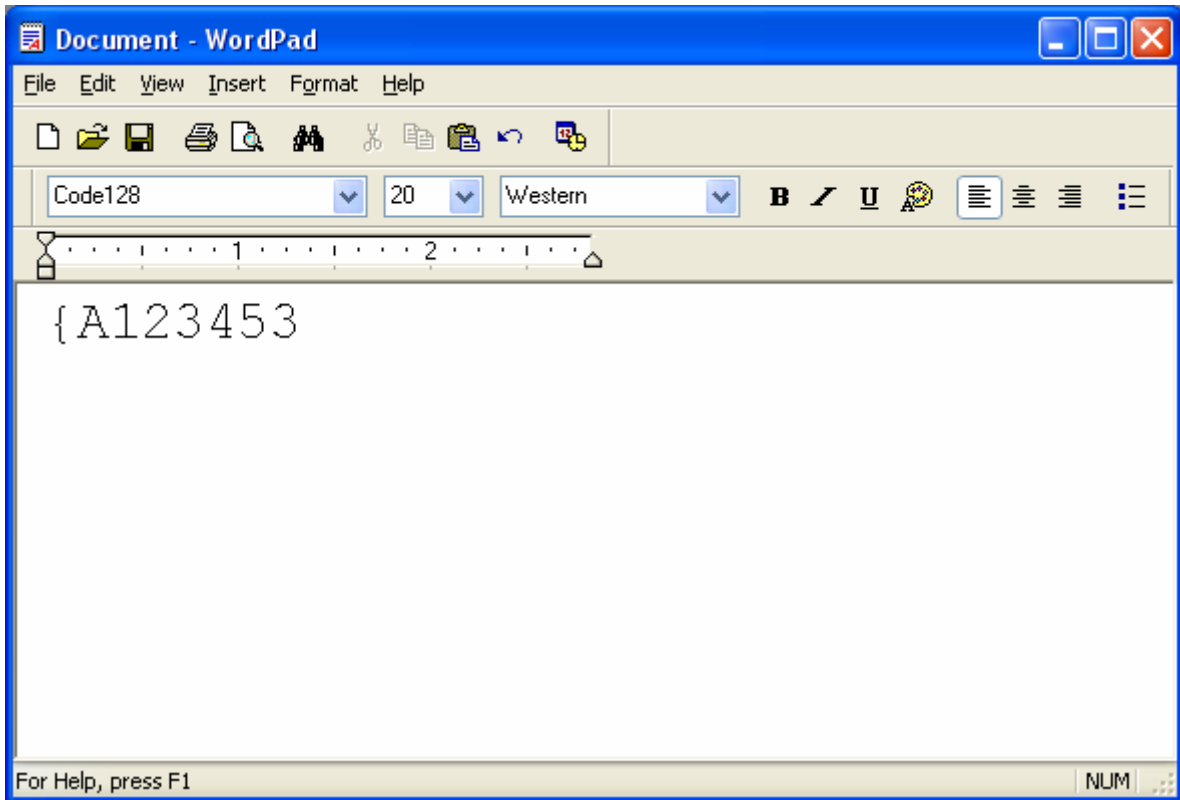 Document - WordPad
File Edit View Insert Format Help
Code128 20 Western B / U
1 2
{A123453
For Help, press F1 NUM